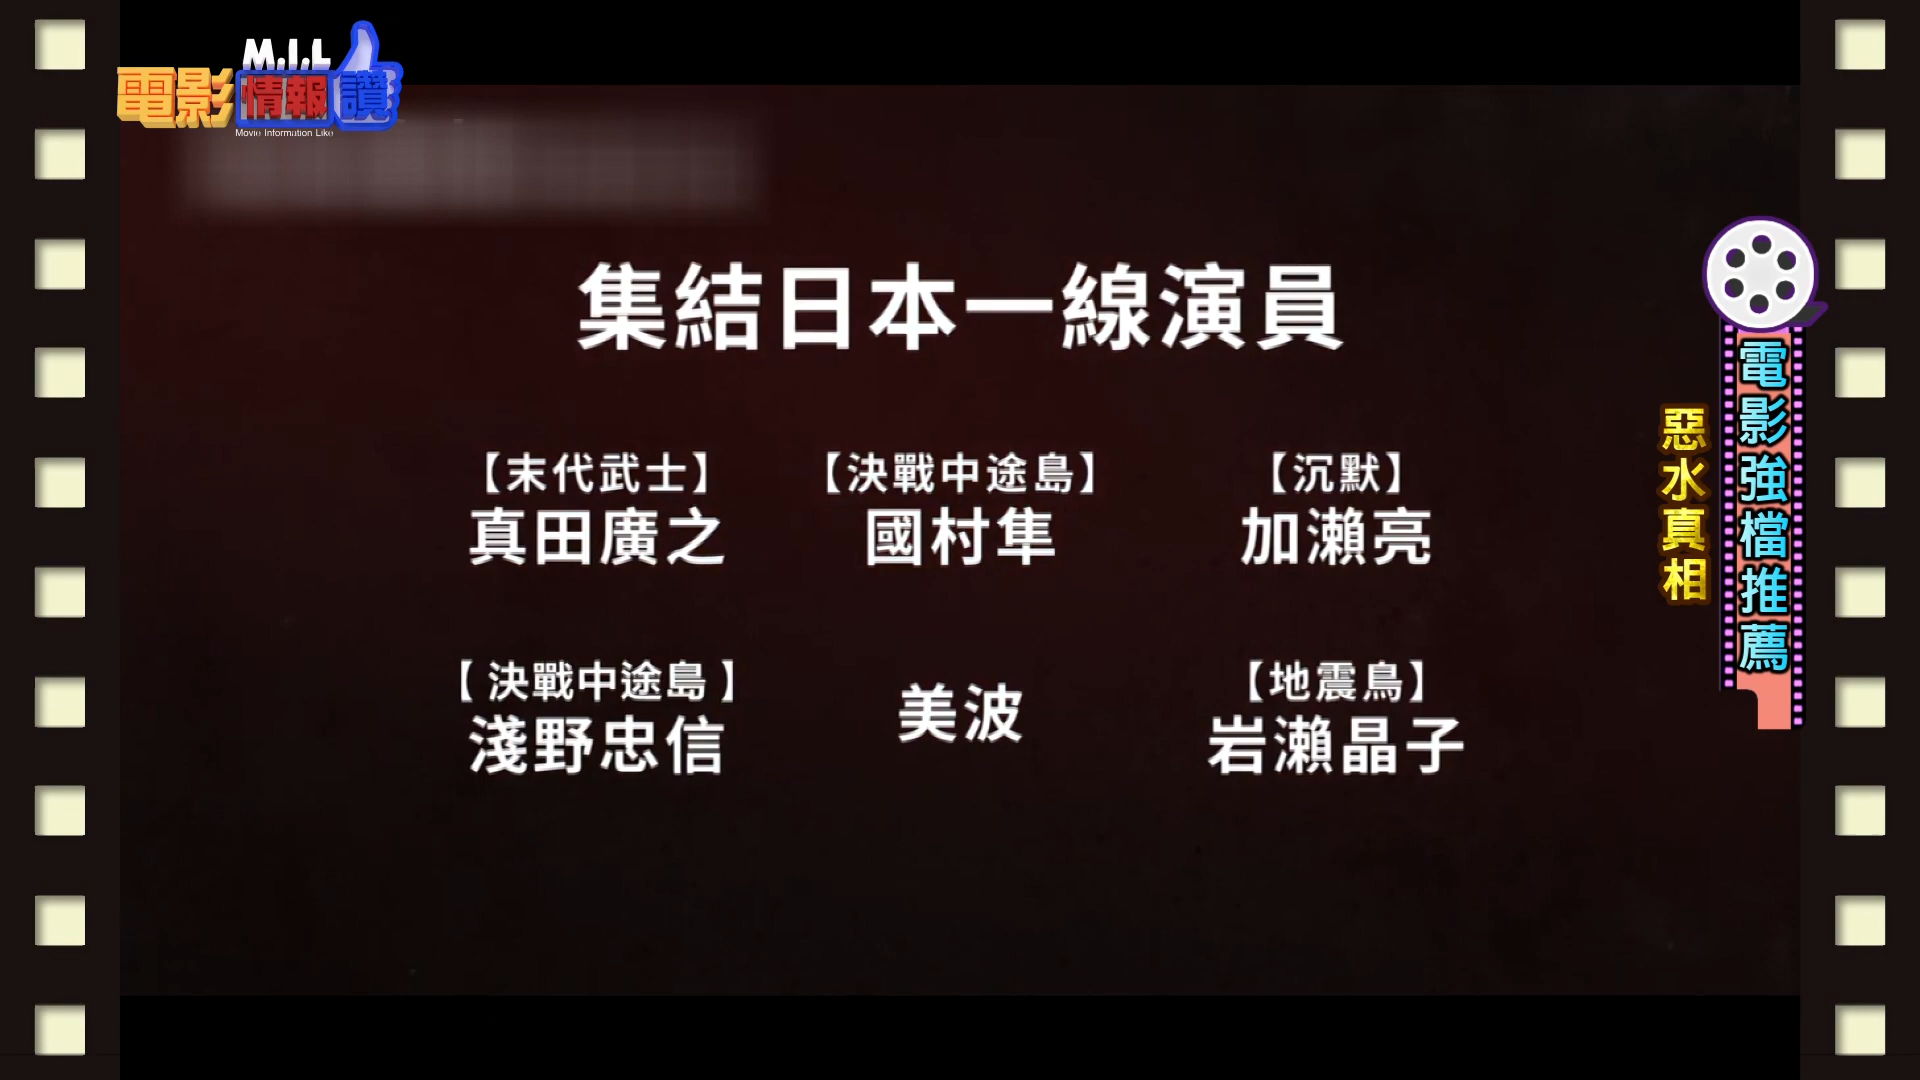 M.I.L
電影情報讚
Movie Information Like
集結日本一線演員
【末代武士】
真田廣之
【決戰中途島】
國村隼
【沉默】
加瀨亮
【決戰中途島】
淺野忠信
美波
【地震鳥】
岩瀨晶子
電影強檔推薦
惡水真相